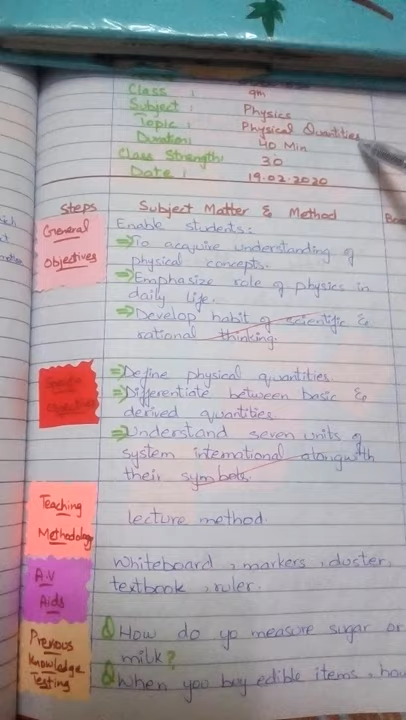 Class : 9th
Subject : Physics
Topic : Physical Quantities
Duration: 40 Min
Class Strength: 30
Date : 19.02.2020
Steps Subject Matter & Method
General Objectives
Enable students:
⇒To acquire understanding of
physical concepts.
⇒Emphasize role of physics in
daily life.
⇒Develop habit of scientific &
rational thinking.
Specific Objectives
⇒Define physical quantities
⇒Differentiate between basic &
derived quantities
⇒Understand seven units of
system international alongwith
their symbols.
Teaching Methodology
lecture method.
A.V Aids
whiteboard, markers, duster,
textbook, ruler.
Previous Knowledge Testing
Q How do yo measure sugar or
milk?
Q When you buy edible items, how